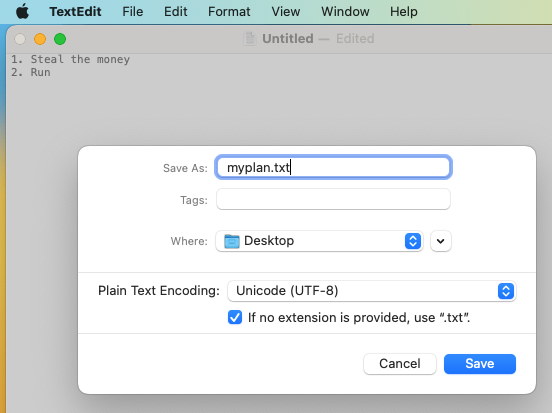 TextEdit File Edit Format View Window Help
Untitled — Edited
1. Steal the money
2. Run
Save As: myplan.txt
Tags:
Where: Desktop
Plain Text Encoding: Unicode (UTF-8)
If no extension is provided, use “.txt”.
Cancel Save